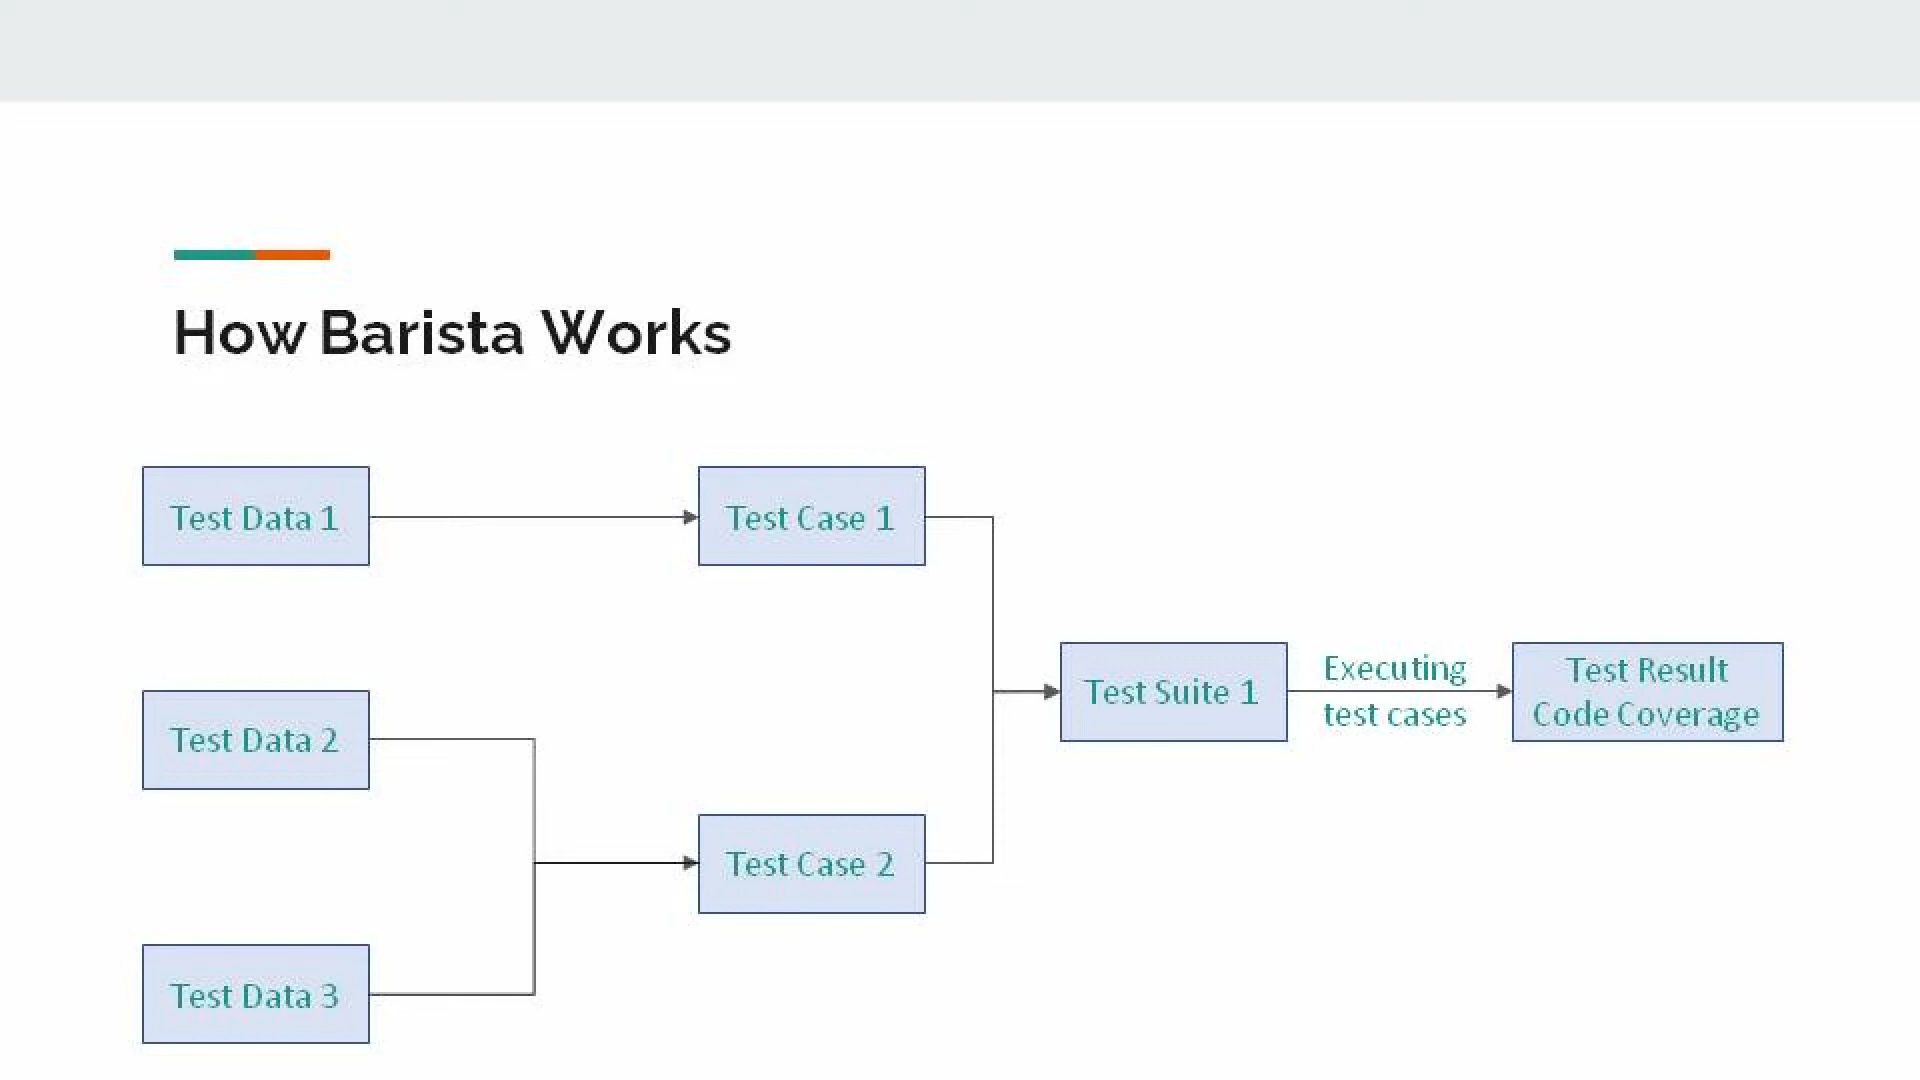 How Barista Works
Test Data 1
Test Case 1
Test Data 2
Test Suite 1
Executing
test cases
Test Result
Code Coverage
Test Case 2
Test Data 3